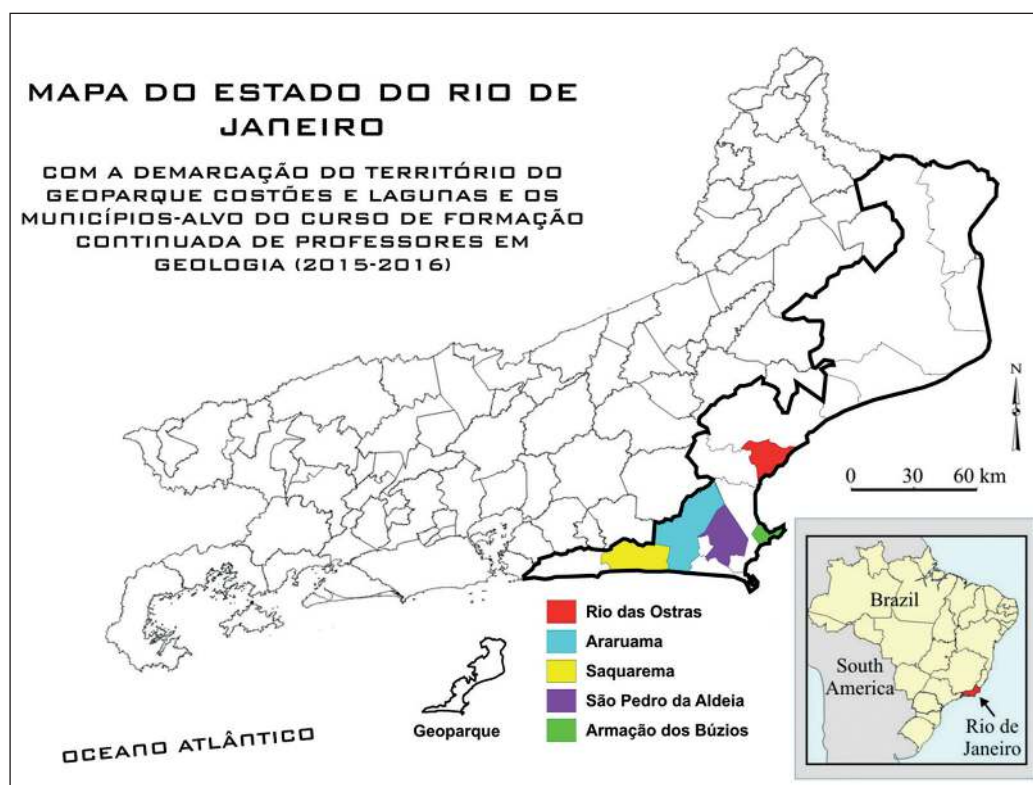 MAPA DO ESTADO DO RIO DE
JANEIRO
COM A DEMARCAÇÃO DO TERRITÓRIO DO
GEOPARQUE COSTÕES E LAGUNAS E OS
MUNICÍPIOS-ALVO DO CURSO DE FORMAÇÃO
CONTINUADA DE PROFESSORES EM
GEOLOGIA (2015-2016)
N
0 30 60 km
Rio das Ostras
Araruama
Saquarema
São Pedro da Aldeia
Armação dos Búzios
Geoparque
OCEANO ATLÂNTICO
Brazil
South
America
Rio de
Janeiro